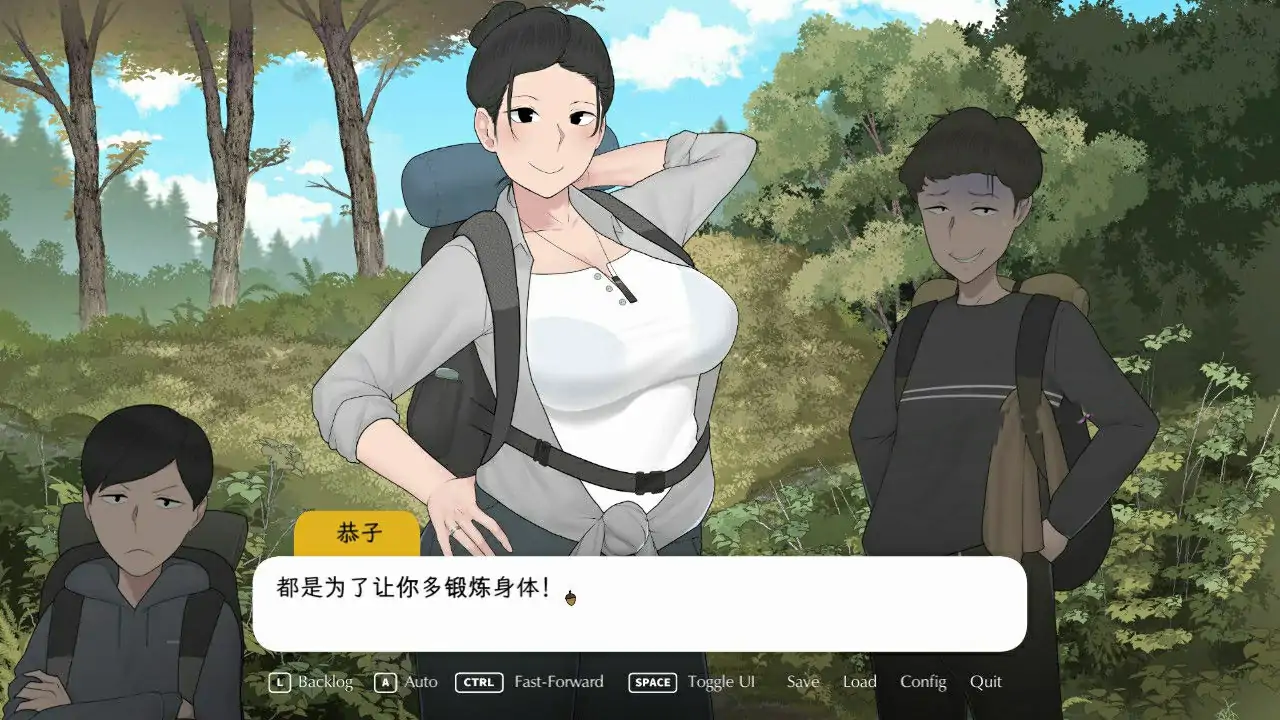 恭子
都是为了让你多锻炼身体！
L Backlog A Auto CTRL Fast-Forward SPACE Toggle UI Save Load Config Quit